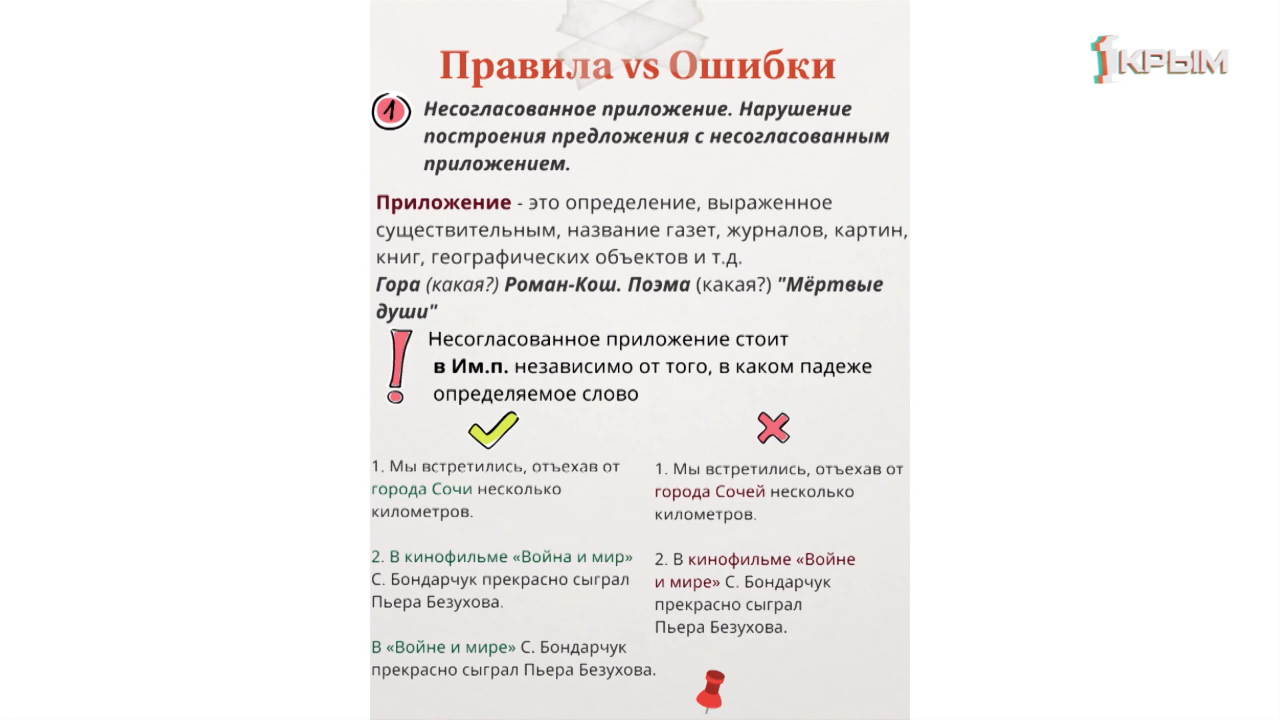 Правила vs Ошибки
1 КРЫМ
1
Несогласованное приложение. Нарушение
построения предложения с несогласованным
приложением.
Приложение - это определение, выраженное
существительным, название газет, журналов, картин,
книг, географических объектов и т.д.
Гора (какая?) Роман-Кош. Поэма (какая?) "Мёртвые
души"
Несогласованное приложение стоит
в Им.п. независимо от того, в каком падеже
определяемое слово
1. Мы встретились, отъехав от
города Сочи несколько
километров.
2. В кинофильме «Война и мир»
С. Бондарчук прекрасно сыграл
Пьера Безухова.
В «Войне и мире» С. Бондарчук
прекрасно сыграл Пьера Безухова.
1. Мы встретились, отъехав от
города Сочей несколько
километров.
2. В кинофильме «Войне
и мире» С. Бондарчук
прекрасно сыграл
Пьера Безухова.